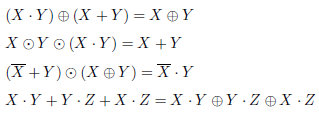 (X · Y) ⊕ (X + Y) = X ⊕ Y
X ⊙ Y ⊙ (X · Y) = X + Y
(X̅ + Y) ⊙ (X ⊕ Y) = X̅ · Y
X · Y + Y · Z + X · Z = X · Y ⊕ Y · Z ⊕ X · Z